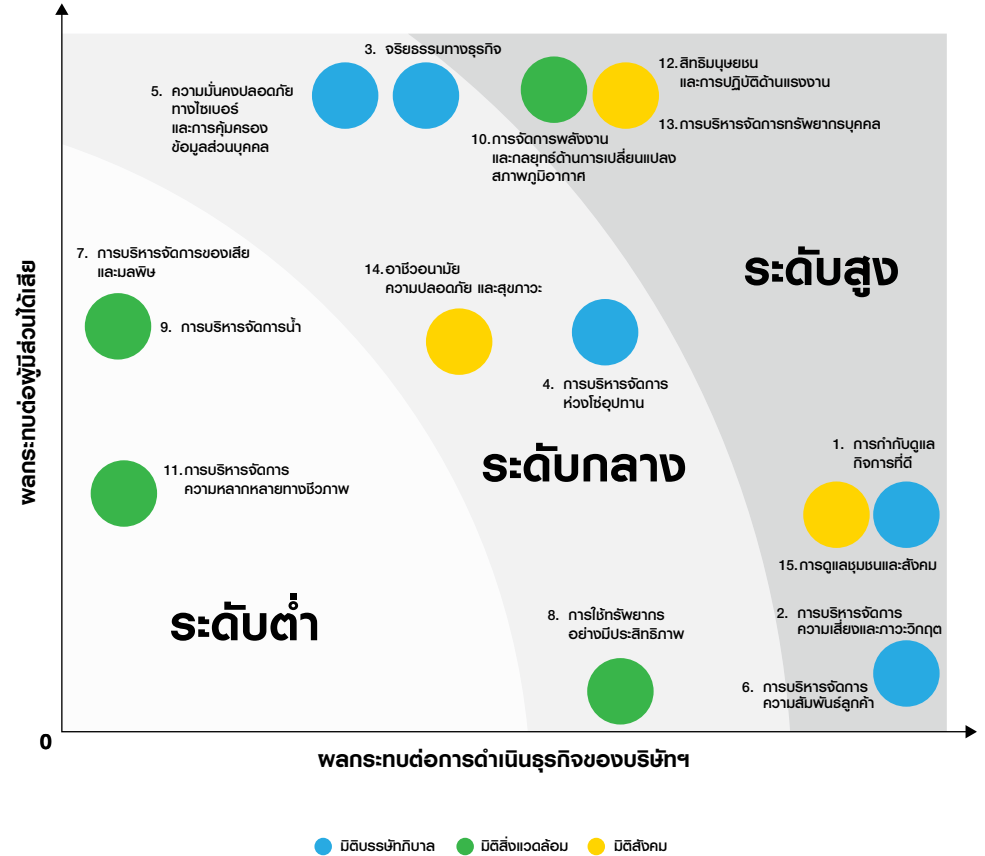 3. จริยธรรมทางธุรกิจ
5. ความมั่นคงปลอดภัย
ทางไซเบอร์
และการคุ้มครอง
ข้อมูลส่วนบุคคล
12.สิทธิมนุษยชน
และการปฏิบัติด้านแรงงาน
13.การบริหารจัดการทรัพยากรบุคคล
10.การจัดการพลังงาน
และกลยุทธ์ด้านการเปลี่ยนแปลง
สภาพภูมิอากาศ
7. การบริหารจัดการของเสีย
และมลพิษ
9. การบริหารจัดการน้ำ
14.อาชีวอนามัย
ความปลอดภัย และสุขภาวะ
ระดับสูง
4. การบริหารจัดการ
ห่วงโซ่อุปทาน
ผลกระทบต่อผู้มีส่วนได้เสีย
ระดับกลาง
11.การบริหารจัดการ
ความหลากหลายทางชีวภาพ
1. การกำกับดูแล
กิจการที่ดี
15.การดูแลชุมชนและสังคม
ระดับต่ำ
8. การใช้ทรัพยากร
อย่างมีประสิทธิภาพ
2. การบริหารจัดการ
ความเสี่ยงและภาวะวิกฤต
6. การบริหารจัดการ
ความสัมพันธ์ลูกค้า
0
ผลกระทบต่อการดำเนินธุรกิจของบริษัทฯ
มิติบรรษัทภิบาล มิติสิ่งแวดล้อม มิติสังคม